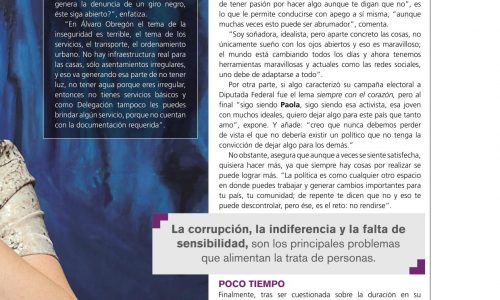 genera la denuncia de un giro negro,
éste siga abierto?”, enfatiza.
“En Álvaro Obregón el tema de la
inseguridad es terrible, el tema de los
servicios, el transporte, el ordenamiento
urbano. No hay infraestructura real para
las casas, solo asentamientos irregulares,
y eso va generando esa parte de no tener
luz, no tener agua porque eres irregular,
entonces no tienes servicios básicos y
como Delegación tampoco les puedes
brindar algún servicio, porque no cuentan
con la documentación requerida”.
de tener pasión por hacer algo aunque te digan que no”, es
lo que le permite conducirse con apego a sí misma, “aunque
muchas veces esto puede ser abrumador”, comenta.
“Soy soñadora, idealista, pero aparte concreto las cosas, no
únicamente sueño con los ojos abiertos y eso es maravilloso;
el mundo está cambiando todos los días y ahora tenemos
herramientas maravillosas y actuales como las redes sociales,
uno debe de adaptarse a todo”.
Por otra parte, si algo caracterizó su campaña electoral a
Diputada Federal fue el lema siempre con el corazón, pero al
final “sigo siendo Paola, sigo siendo esa activista, esa joven
con muchos ideales, quiero dejar algo para este país que tanto
amo”, expone. Y añade: “creo que nunca debemos perder
de vista el que no debería existir un político que no tenga la
convicción de dejar algo para los demás.”
No obstante, asegura que aunque a veces se siente satisfecha,
quisiera hacer más, ya que siempre hay cosas por realizar se
puede lograr más. “La política es como cualquier otro espacio
en donde puedes trabajar y generar cambios importantes para
tu país, tu comunidad; de repente te dicen que no y eso te
puede descontrolar, pero ése, es el reto: no rendirse”.
La corrupción, la indiferencia y la falta de
sensibilidad, son los principales problemas
que alimentan la trata de personas.
POCO TIEMPO
Finalmente, tras ser cuestionada sobre la duración en su